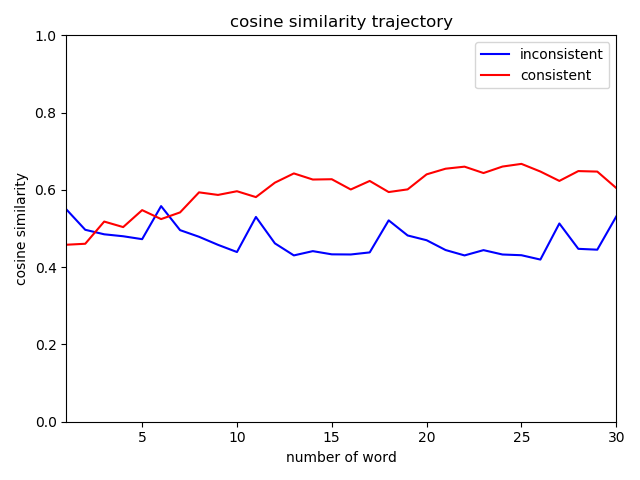 cosine similarity trajectory
inconsistent
consistent
1.0
0.8
0.6
0.4
0.2
0.0
cosine similarity
5 10 15 20 25 30
number of word